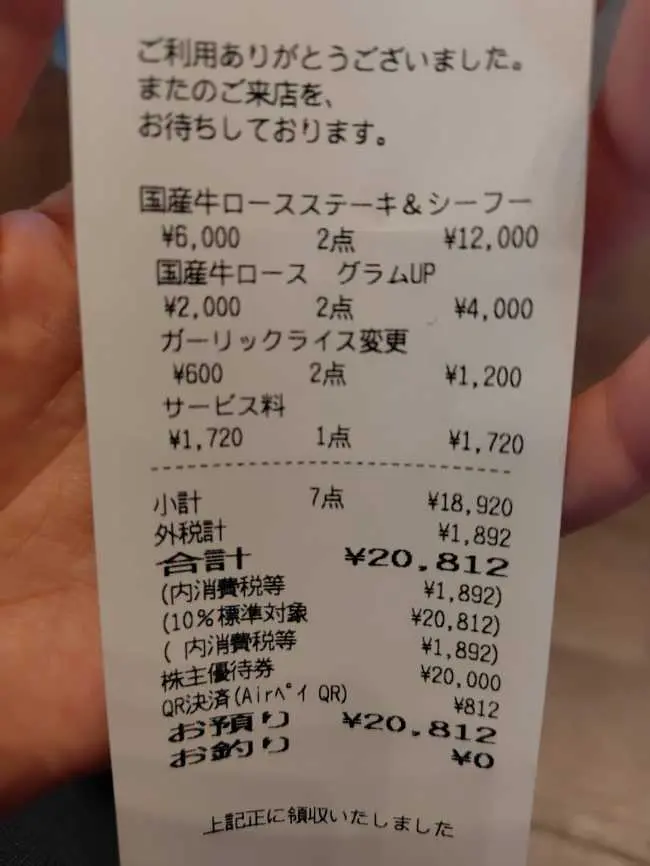 ご利用ありがとうございました。
またのご来店を、
お待ちしております。
国産牛ロースステーキ&シーフー
¥6,000 2点 ¥12,000
国産牛ロース グラムUP
¥2,000 2点 ¥4,000
ガーリックライス変更
¥600 2点 ¥1,200
サービス料
¥1,720 1点 ¥1,720
小計 7点 ¥18,920
外税計 ¥1,892
合計 ¥20,812
(内消費税等 ¥1,892)
(10%標準対象 ¥20,812)
( 内消費税等 ¥1,892)
株主優待券 ¥20,000
QR決済(Airペイ QR) ¥812
お預り ¥20,812
お釣り ¥0
上記正に領収いたしました